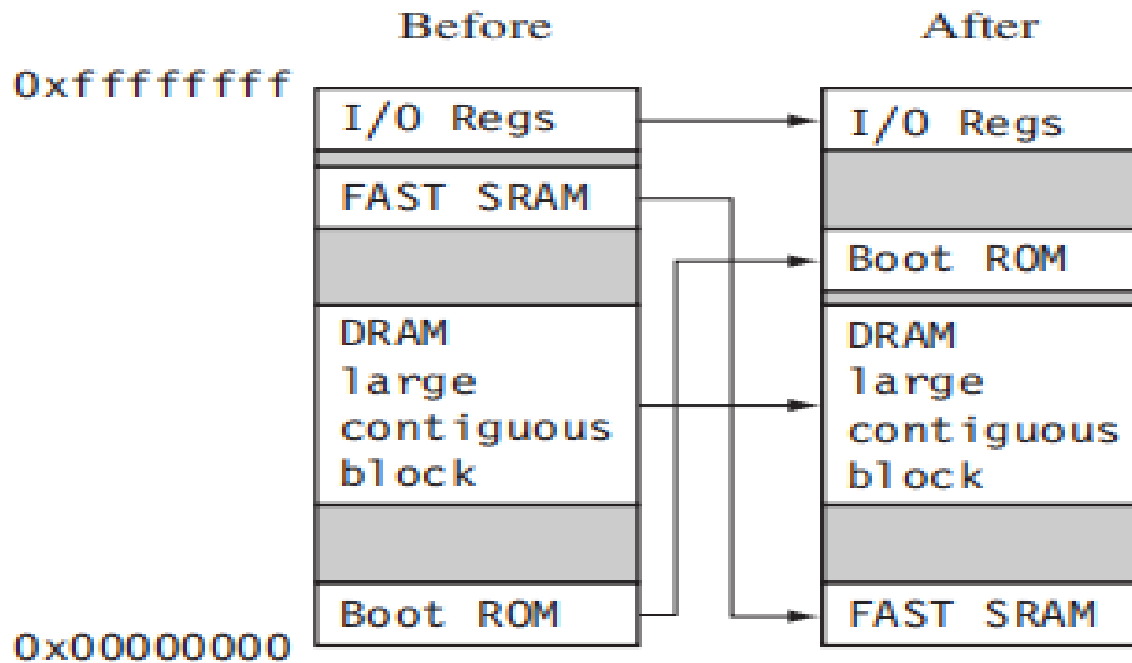 Before
After
0xffffffff
I/O Regs
I/O Regs
FAST SRAM
Boot ROM
DRAM
large
contiguous
block
DRAM
large
contiguous
block
Boot ROM
FAST SRAM
0x00000000